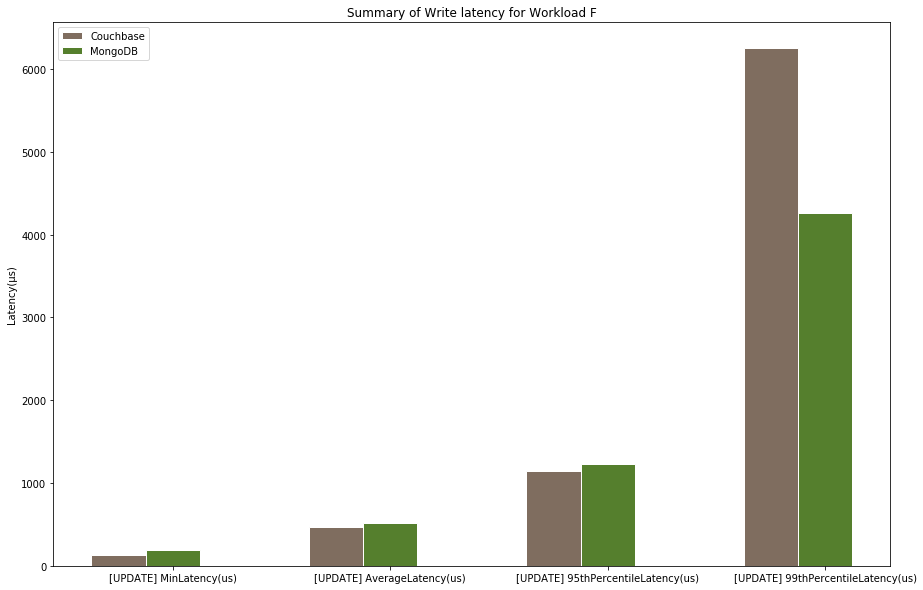 Summary of Write latency for Workload F
Couchbase
MongoDB
6000
5000
4000
3000
2000
1000
0
Latency(µs)
[UPDATE] MinLatency(us)
[UPDATE] AverageLatency(us)
[UPDATE] 95thPercentileLatency(us)
[UPDATE] 99thPercentileLatency(us)